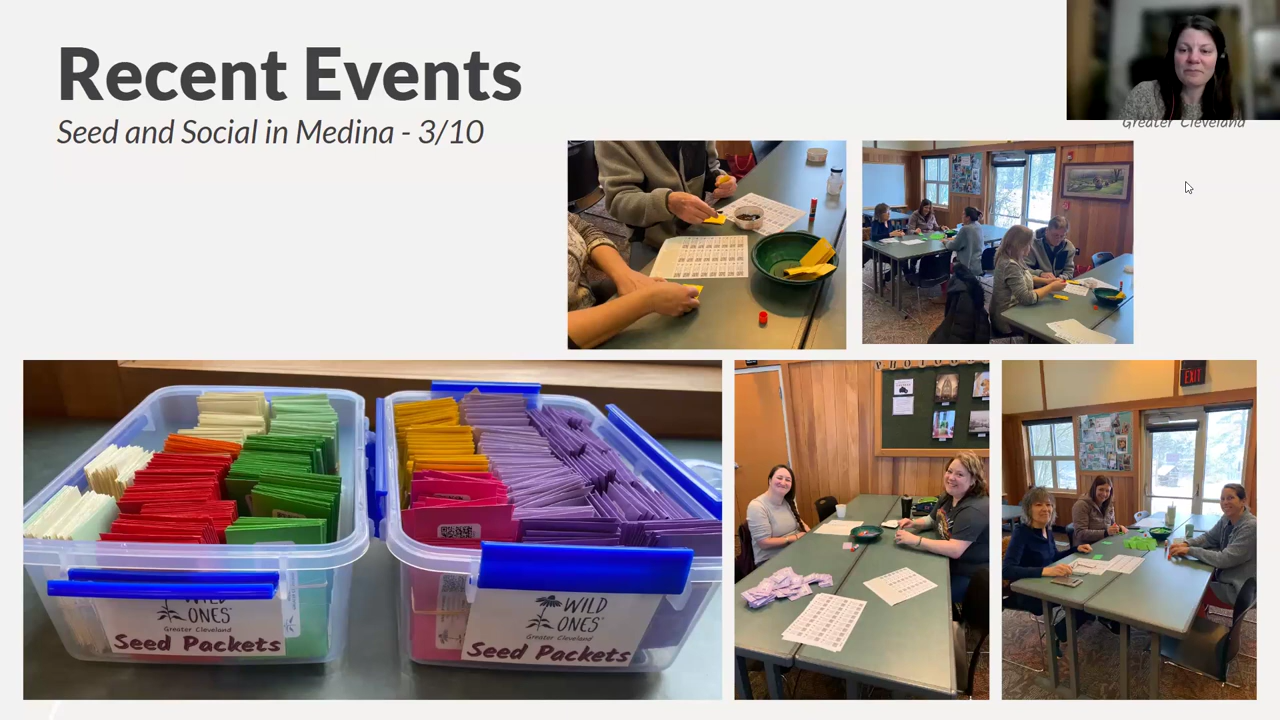 Recent Events
Seed and Social in Medina - 3/10
Greater Cleveland
EXIT
WILD
ONES
Greater Cleveland
Seed Packets
WILD
ONES
Greater Cleveland
Seed Packets